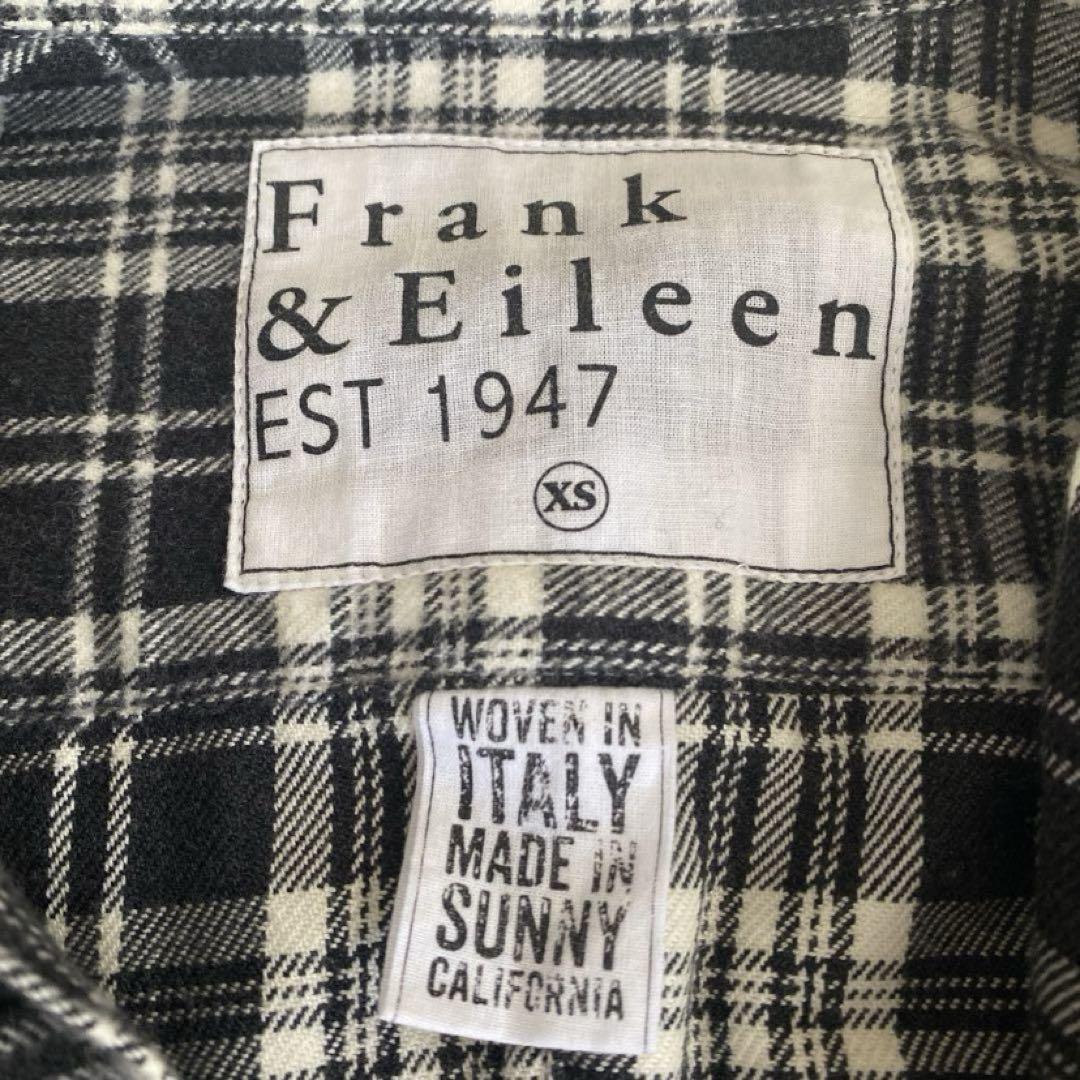 Frank
& Eileen
EST 1947
XS
WOVEN IN
ITALY
MADE IN
SUNNY
CALIFORNIA